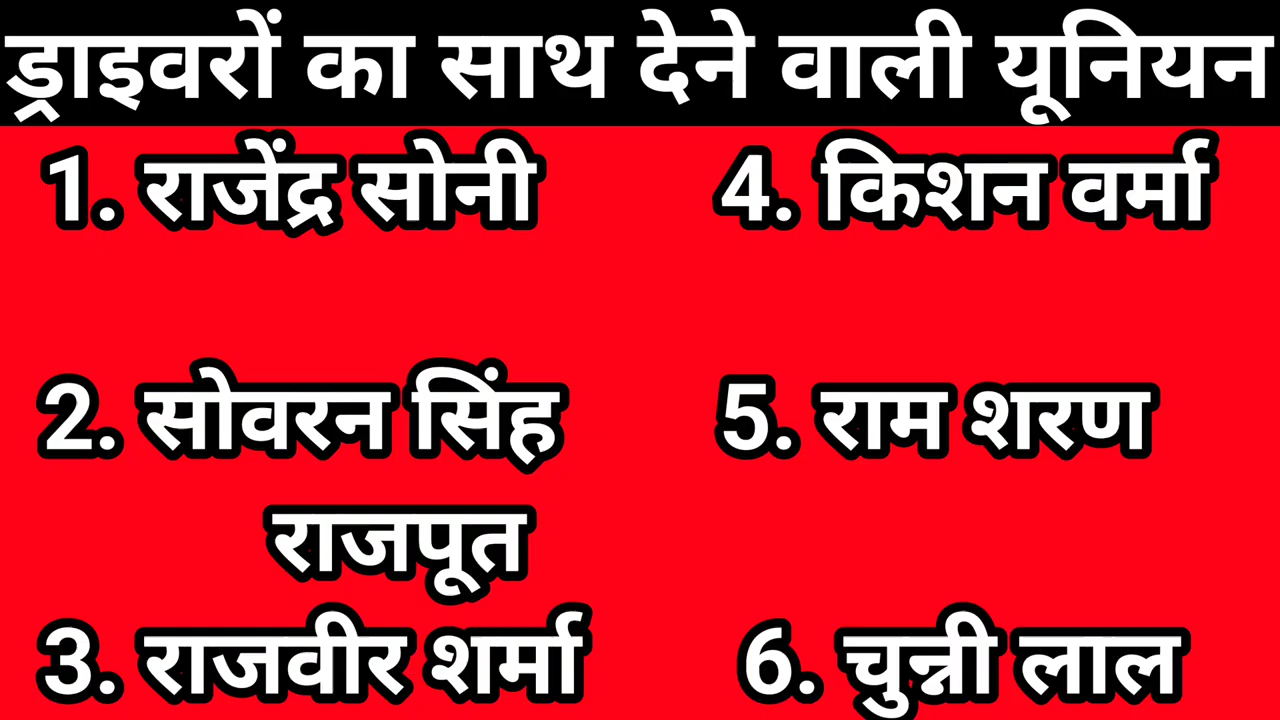 ड्राइवरों का साथ देने वाली यूनियन
1. राजेंद्र सोनी
2. सोवरन सिंह
राजपूत
3. राजवीर शर्मा
4. किशन वर्मा
5. राम शरण
6. चुन्नी लाल